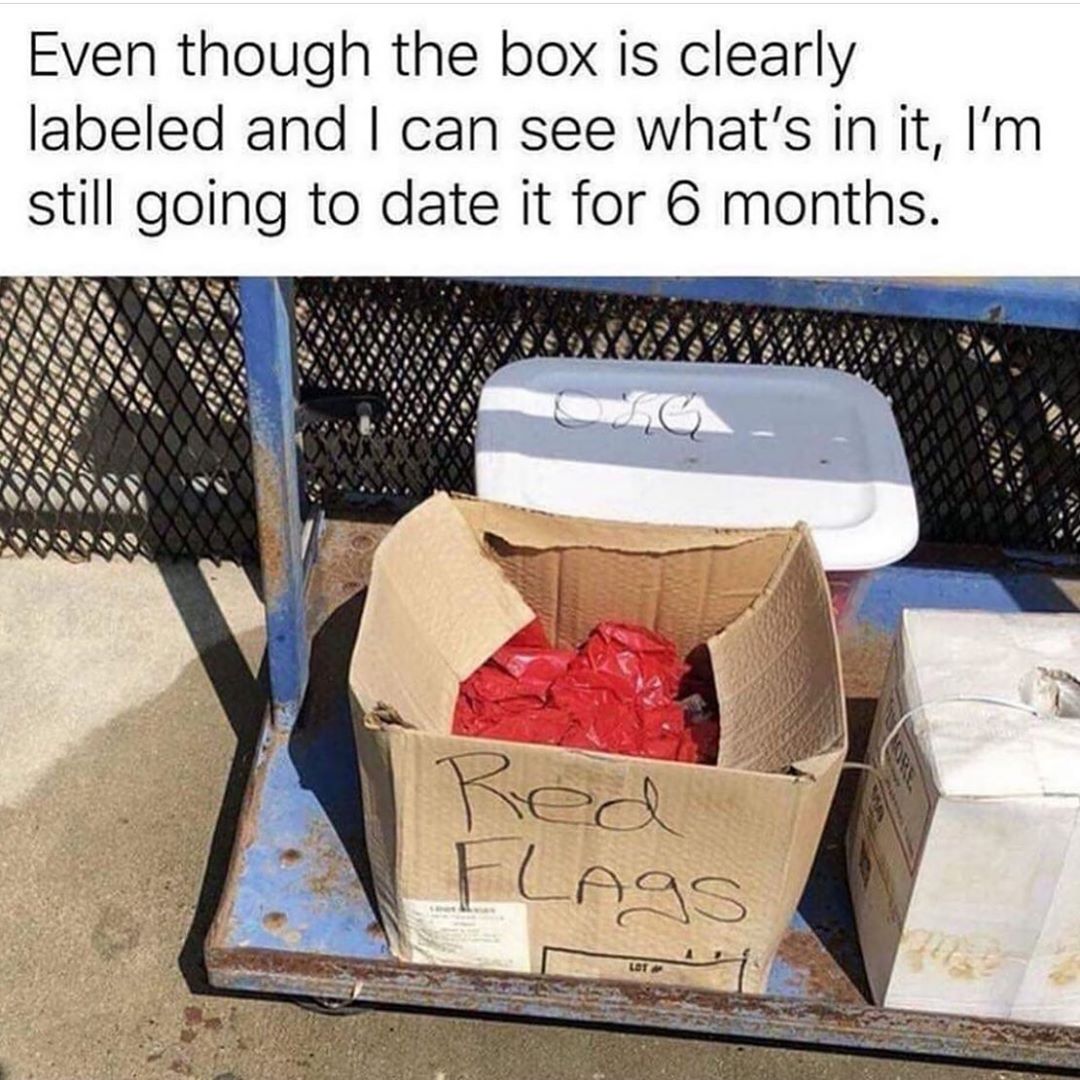 Even though the box is clearly
labeled and I can see what's in it, I'm
still going to date it for 6 months.
Red
FLAgS
LOT #